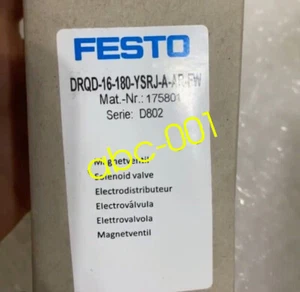 FESTO
DRQD-16-180-YSRJ-A-AR-FW
Mat.-Nr.: 175801
Serie: D802
abc-001
Magnetventil
Solenoid valve
Electrodistributeur
Electroválvula
Elettrovalvola
Magnetventil